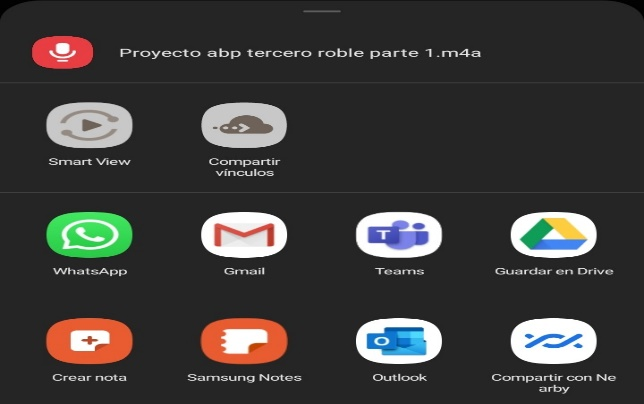 Proyecto abp tercero roble parte 1.m4a
Smart View
Compartir
vínculos
WhatsApp
Gmail
T
Teams
Guardar en Drive
Crear nota
Samsung Notes
O
Outlook
Compartir con Ne
arby